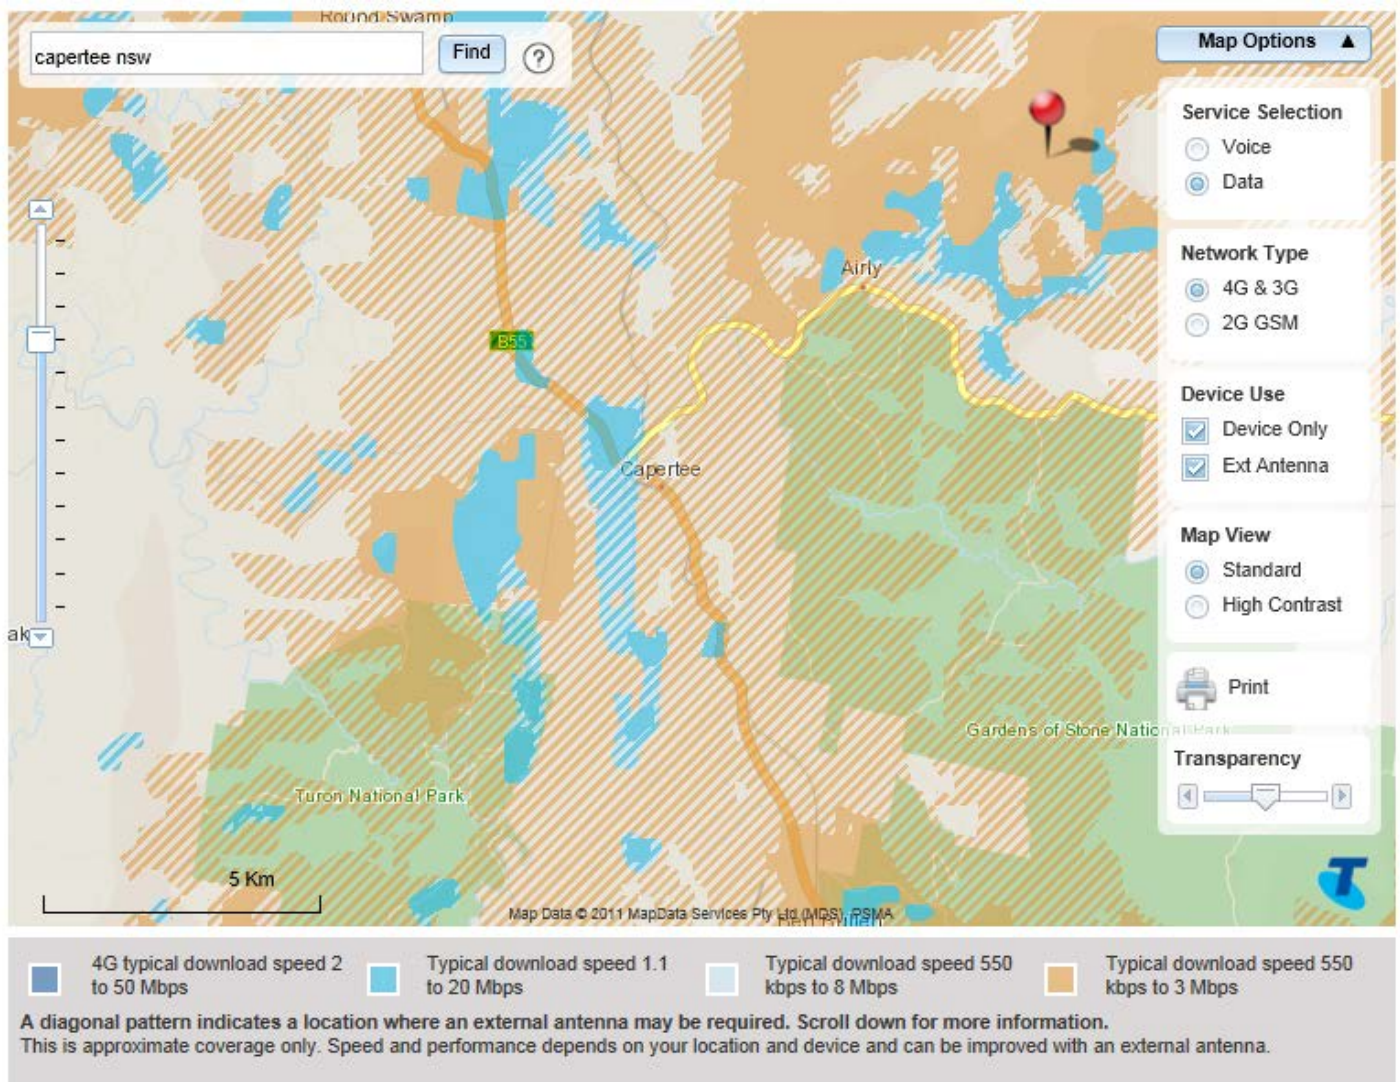 Round Swamp
capertee nsw
Find
?
Map Options ▲
Service Selection
Voice
Data
Network Type
4G & 3G
2G GSM
Device Use
Device Only
Ext Antenna
Map View
Standard
High Contrast
Print
Transparency
Airly
B55
Capertee
ak
Gardens of Stone National Park
Turon National Park
5 Km
Map Data © 2011 MapData Services Pty Ltd (MDS), PSMA
4G typical download speed 2
to 50 Mbps
Typical download speed 1.1
to 20 Mbps
Typical download speed 550
kbps to 8 Mbps
Typical download speed 550
kbps to 3 Mbps
A diagonal pattern indicates a location where an external antenna may be required. Scroll down for more information.
This is approximate coverage only. Speed and performance depends on your location and device and can be improved with an external antenna.